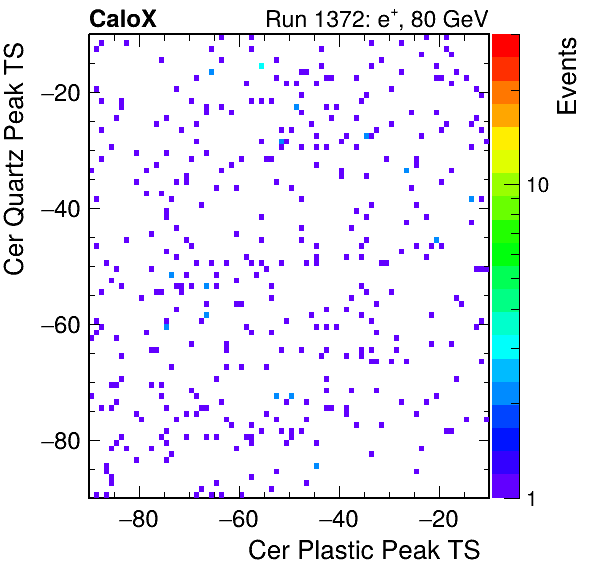 CaloX Run 1372: e⁺, 80 GeV
Events
Cer Quartz Peak TS
−20
−40
−60
−80
10
1
−80 −60 −40 −20
Cer Plastic Peak TS